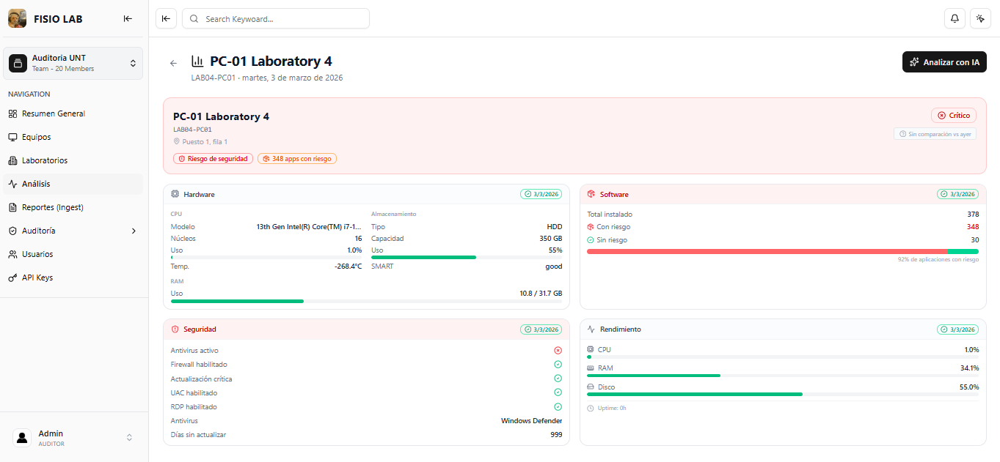 FISIO LAB
Search Keywoard...
Auditoria UNT
Team - 20 Members
NAVIGATION
Resumen General
Equipos
Laboratorios
Análisis
Reportes (Ingest)
Auditoría
Usuarios
API Keys
Admin
AUDITOR
PC-01 Laboratory 4
LAB04-PC01 · martes, 3 de marzo de 2026
Analizar con IA
PC-01 Laboratory 4
LAB04-PC01
Puesto 1, fila 1
Riesgo de seguridad
348 apps con riesgo
Crítico
Sin comparación vs ayer
Hardware
3/3/2026
CPU
Modelo 13th Gen Intel(R) Core(TM) i7-1...
Núcleos 16
Uso 1.0%
Temp. -268.4°C
Almacenamiento
Tipo HDD
Capacidad 350 GB
Uso 55%
SMART good
RAM
Uso 10.8 / 31.7 GB
Software
3/3/2026
Total instalado 378
Con riesgo 348
Sin riesgo 30
92% de aplicaciones con riesgo
Seguridad
3/3/2026
Antivirus activo
Firewall habilitado
Actualización crítica
UAC habilitado
RDP habilitado
Antivirus Windows Defender
Días sin actualizar 999
Rendimiento
3/3/2026
CPU 1.0%
RAM 34.1%
Disco 55.0%
Uptime: 0h